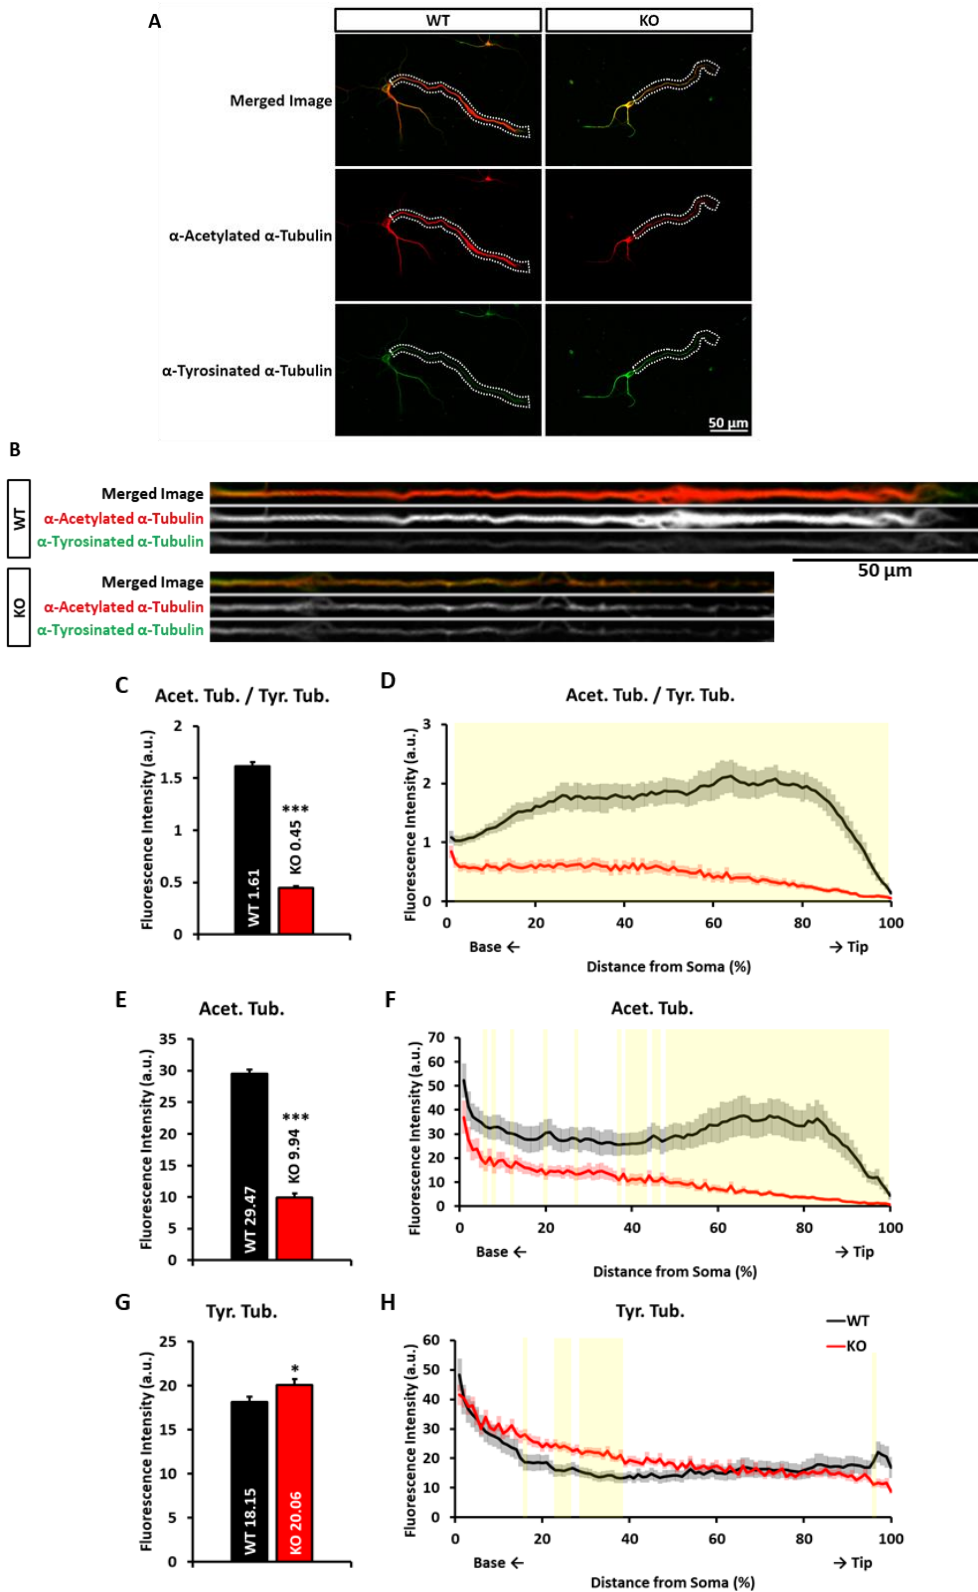 A
WT
KO
Merged Image
α-Acetylated α-Tubulin
α-Tyrosinated α-Tubulin
50 µm
B
WT
Merged Image
α-Acetylated α-Tubulin
α-Tyrosinated α-Tubulin
50 µm
KO
Merged Image
α-Acetylated α-Tubulin
α-Tyrosinated α-Tubulin
C
Acet. Tub. / Tyr. Tub.
Fluorescence Intensity (a.u.)
2
1.5
1
0.5
0
WT 1.61
***
KO 0.45
D
Acet. Tub. / Tyr. Tub.
Fluorescence Intensity (a.u.)
3
2
1
0
0 20 40 60 80 100
Base ← → Tip
Distance from Soma (%)
E
Acet. Tub.
Fluorescence Intensity (a.u.)
35
30
25
20
15
10
5
0
WT 29.47
***
KO 9.94
F
Acet. Tub.
Fluorescence Intensity (a.u.)
70
60
50
40
30
20
10
0
0 20 40 60 80 100
Base ← → Tip
Distance from Soma (%)
G
Tyr. Tub.
Fluorescence Intensity (a.u.)
25
20
15
10
5
0
WT 18.15
*
KO 20.06
H
Tyr. Tub.
WT
KO
Fluorescence Intensity (a.u.)
60
50
40
30
20
10
0
0 20 40 60 80 100
Base ← → Tip
Distance from Soma (%)